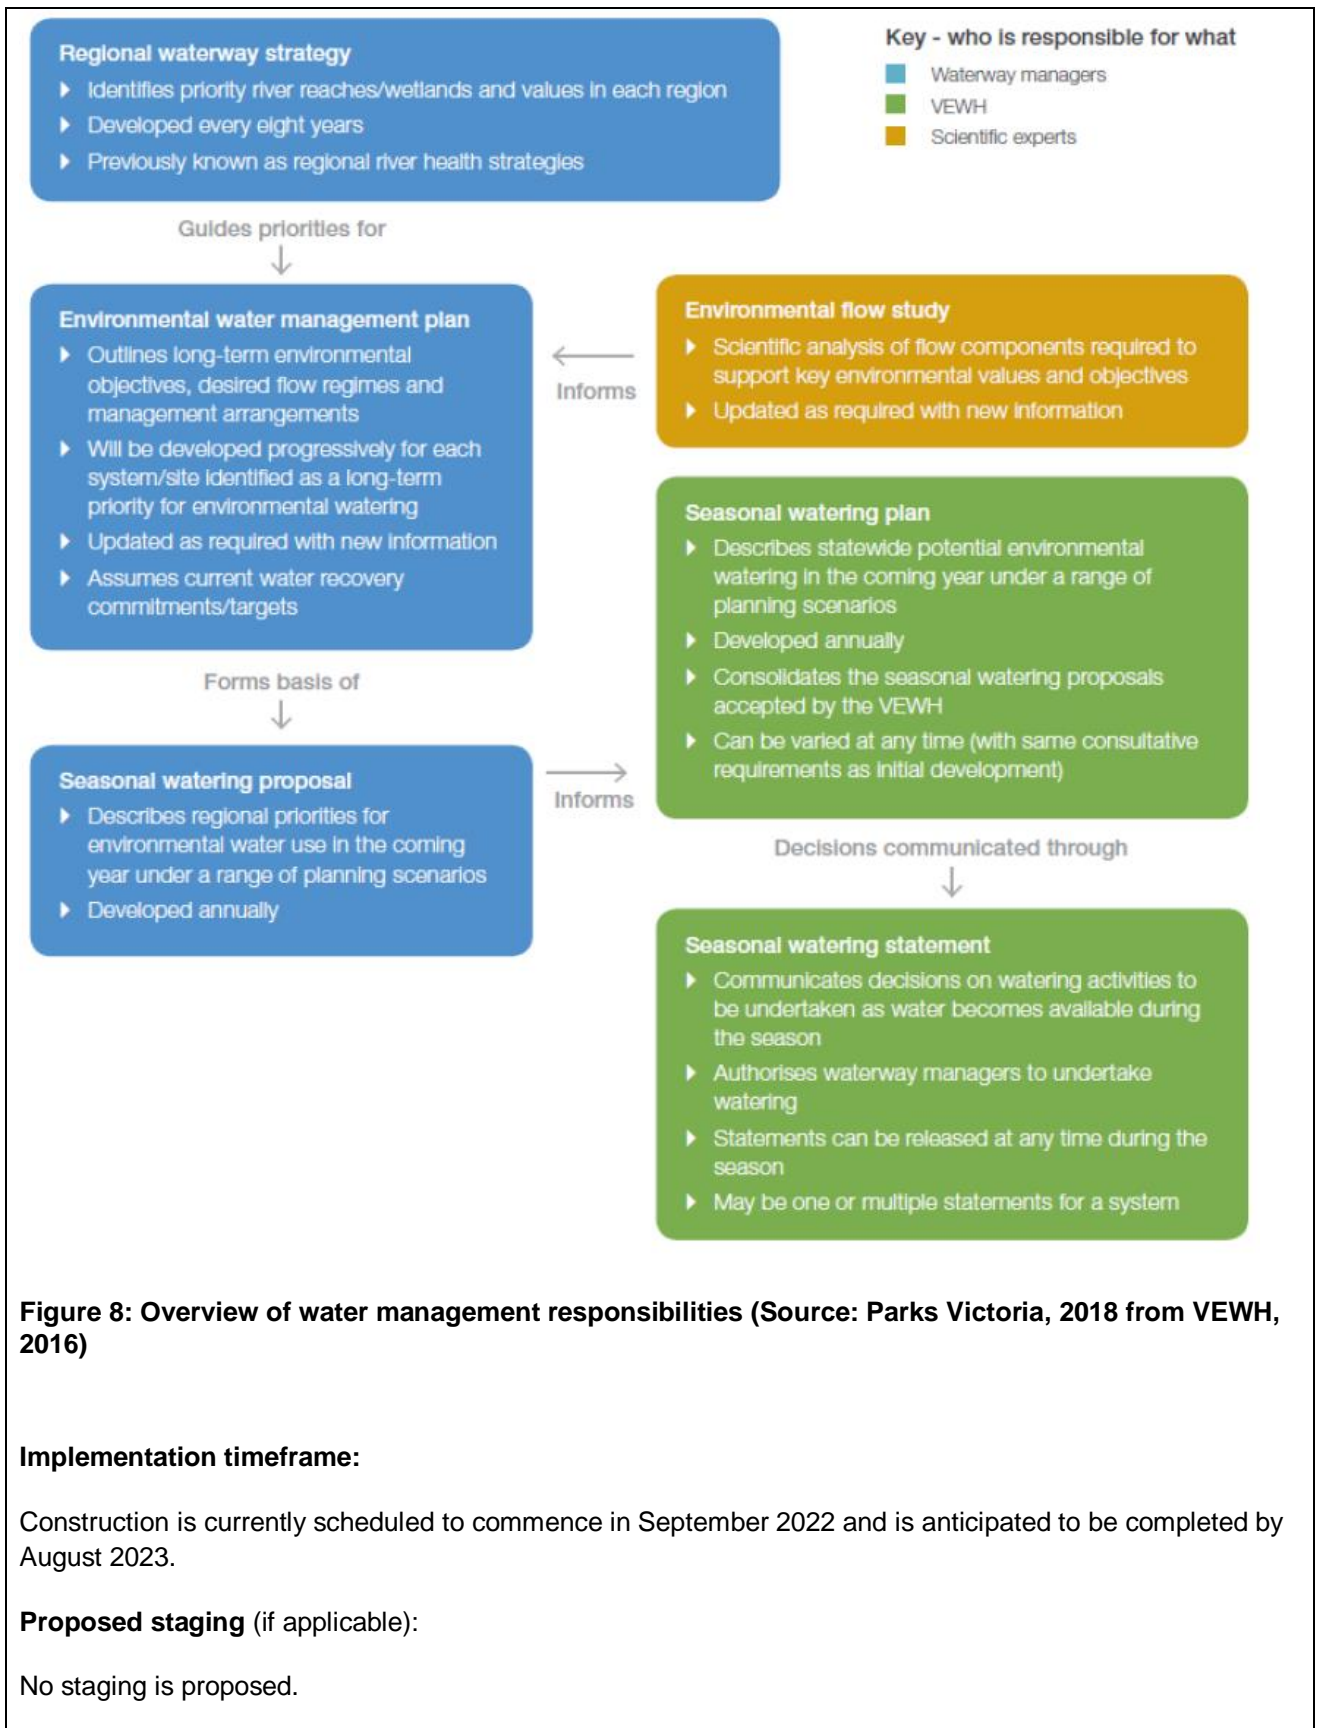 Regional waterway strategy
Identifies priority river reaches/wetlands and values in each region
Developed every eight years
Previously known as regional river health strategies
Key - who is responsible for what
Waterway managers
VEWH
Scientific experts
Guides priorities for
Environmental water management plan
Outlines long-term environmental
objectives, desired flow regimes and
management arrangements
Will be developed progressively for each
system/site identified as a long-term
priority for environmental watering
Updated as required with new information
Assumes current water recovery
commitments/targets
Informs
Environmental flow study
Scientific analysis of flow components required to
support key environmental values and objectives
Updated as required with new information
Forms basis of
Seasonal watering proposal
Describes regional priorities for
environmental water use in the coming
year under a range of planning scenarios
Developed annually
Informs
Seasonal watering plan
Describes statewide potential environmental
watering in the coming year under a range of
planning scenarios
Developed annually
Consolidates the seasonal watering proposals
accepted by the VEWH
Can be varied at any time (with same consultative
requirements as initial development)
Decisions communicated through
Seasonal watering statement
Communicates decisions on watering activities to
be undertaken as water becomes available during
the season
Authorises waterway managers to undertake
watering
Statements can be released at any time during the
season
May be one or multiple statements for a system
Figure 8: Overview of water management responsibilities (Source: Parks Victoria, 2018 from VEWH,
2016)
Implementation timeframe:
Construction is currently scheduled to commence in September 2022 and is anticipated to be completed by
August 2023.
Proposed staging (if applicable):
No staging is proposed.